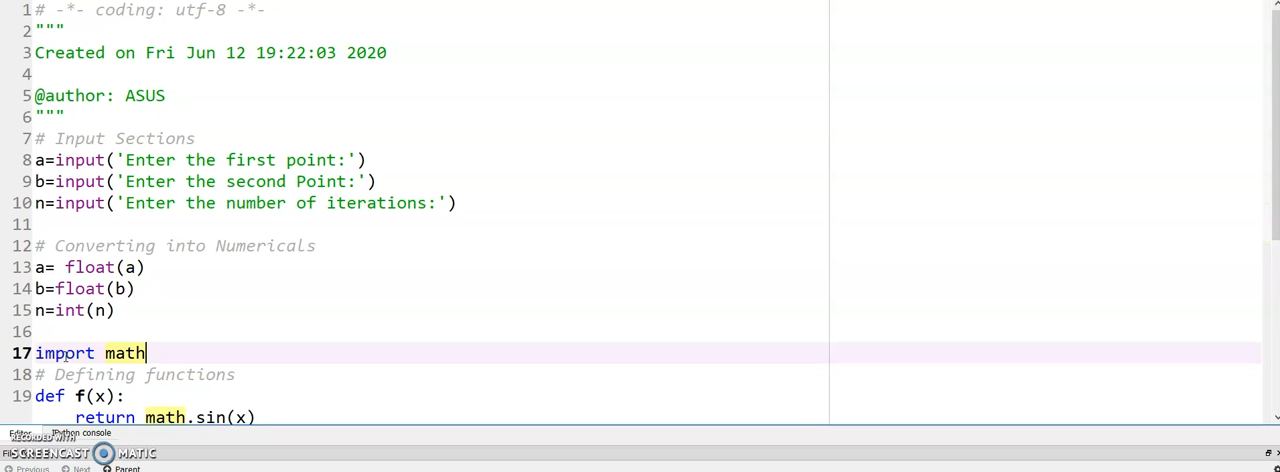 1 # -*- coding: utf-8 -*-
2 """
3 Created on Fri Jun 12 19:22:03 2020
4
5 @author: ASUS
6 """
7 # Input Sections
8 a=input('Enter the first point:')
9 b=input('Enter the second Point:')
10 n=input('Enter the number of iterations:')
11
12 # Converting into Numericals
13 a= float(a)
14 b=float(b)
15 n=int(n)
16
17 import math
18 # Defining functions
19 def f(x):
return math.sin(x)
IPython console
RECORDED WITH
SCREENCAST MATIC
Previous Next Parent